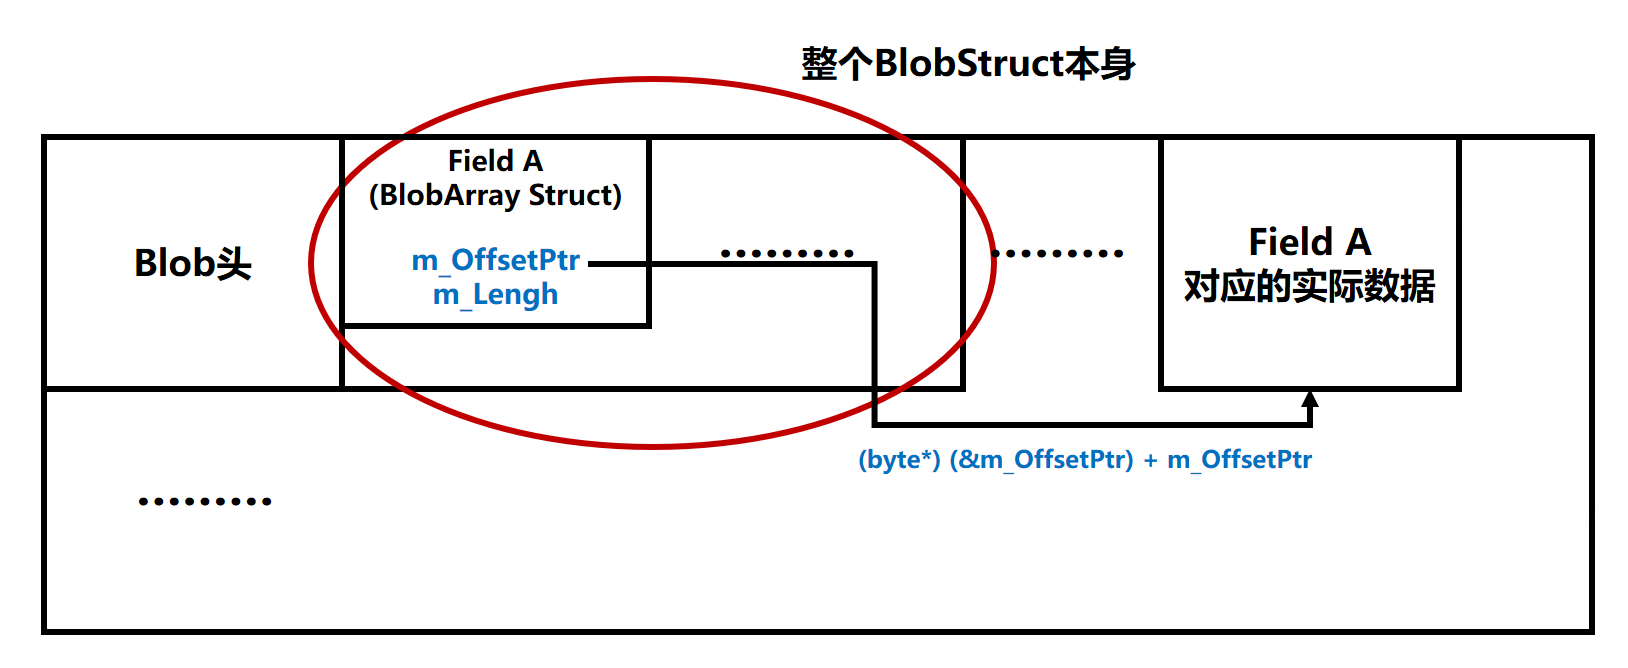 整个BlobStruct本身
Field A
(BlobArray Struct)
Blob头
m_OffsetPtr
m_Lengh
.........
.........
Field A
对应的实际数据
(byte*) (&m_OffsetPtr) + m_OffsetPtr
.........